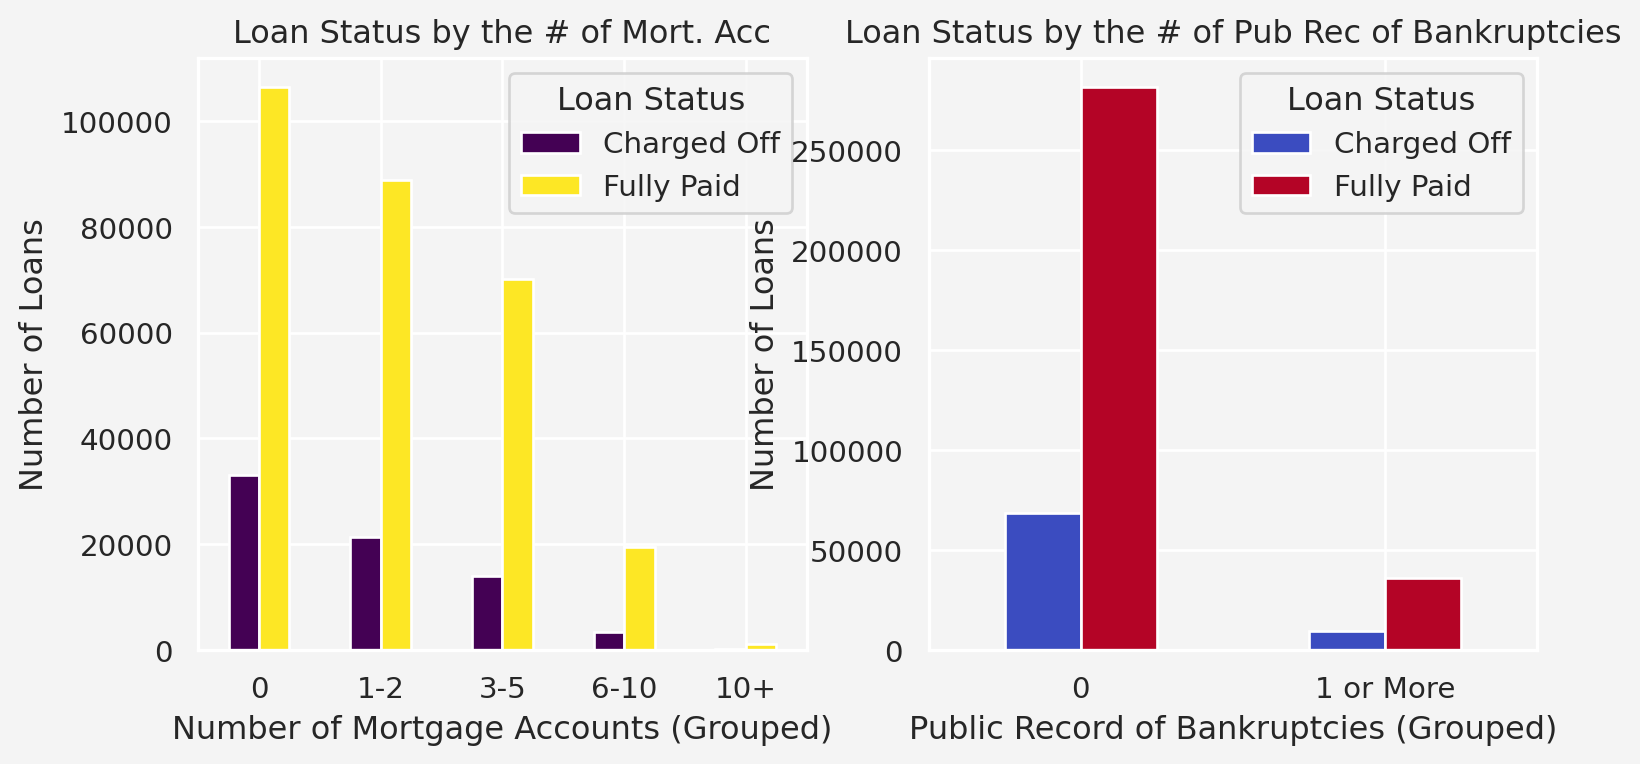 Loan Status by the # of Mort. Acc
Number of Loans
100000
80000
60000
40000
20000
0
Loan Status
Charged Off
Fully Paid
0 1-2 3-5 6-10 10+
Number of Mortgage Accounts (Grouped)
Loan Status by the # of Pub Rec of Bankruptcies
Number of Loans
250000
200000
150000
100000
50000
0
Loan Status
Charged Off
Fully Paid
0 1 or More
Public Record of Bankruptcies (Grouped)